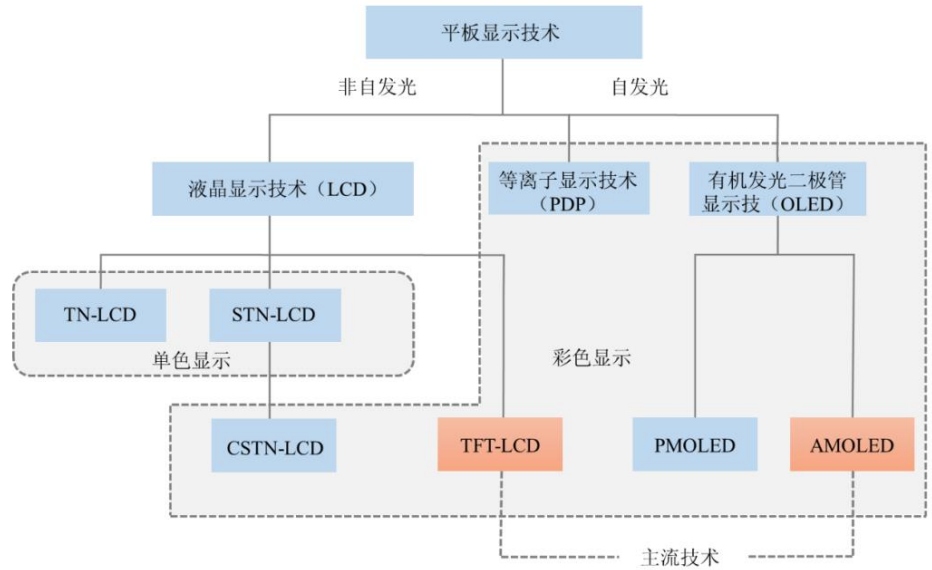 平板显示技术
非自发光
自发光
液晶显示技术（LCD）
等离子显示技术
（PDP）
有机发光二极管
显示技（OLED）
TN-LCD
STN-LCD
单色显示
彩色显示
CSTN-LCD
TFT-LCD
PMOLED
AMOLED
主流技术